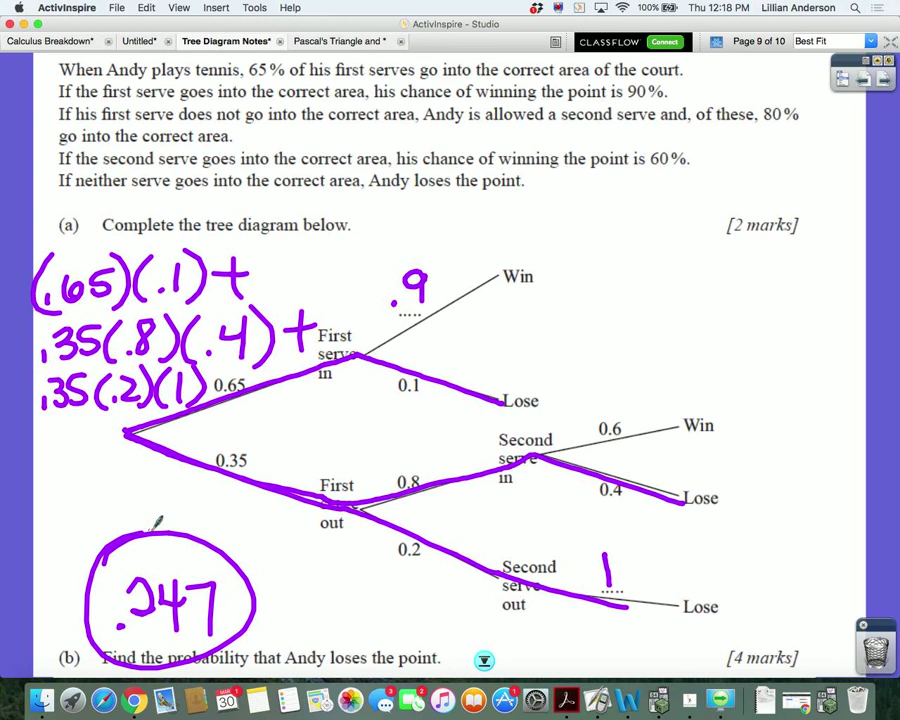 ActivInspire File Edit View Insert Tools Help 100% Thu 12:18 PM Lillian Anderson
ActivInspire - Studio
Calculus Breakdown* Untitled* Tree Diagram Notes* Pascal's Triangle and * CLASSFLOW Connect Page 9 of 10 Best Fit
When Andy plays tennis, 65% of his first serves go into the correct area of the court.
If the first serve goes into the correct area, his chance of winning the point is 90%.
If his first serve does not go into the correct area, Andy is allowed a second serve and, of these, 80%
go into the correct area.
If the second serve goes into the correct area, his chance of winning the point is 60%.
If neither serve goes into the correct area, Andy loses the point.
(a) Complete the tree diagram below. [2 marks]
(.65)(.1) +
.35(.8)(.4) +
.35(.2)(1)
.9
.....
Win
First
serve
in
0.65
0.1
Lose
0.35
First
out
0.8
0.2
Second
serve
in
0.6
Win
0.4
Lose
Second
serve
out
1
.....
Lose
.247
(b) Find the probability that Andy loses the point. [4 marks]
MAR
30
3
2
1